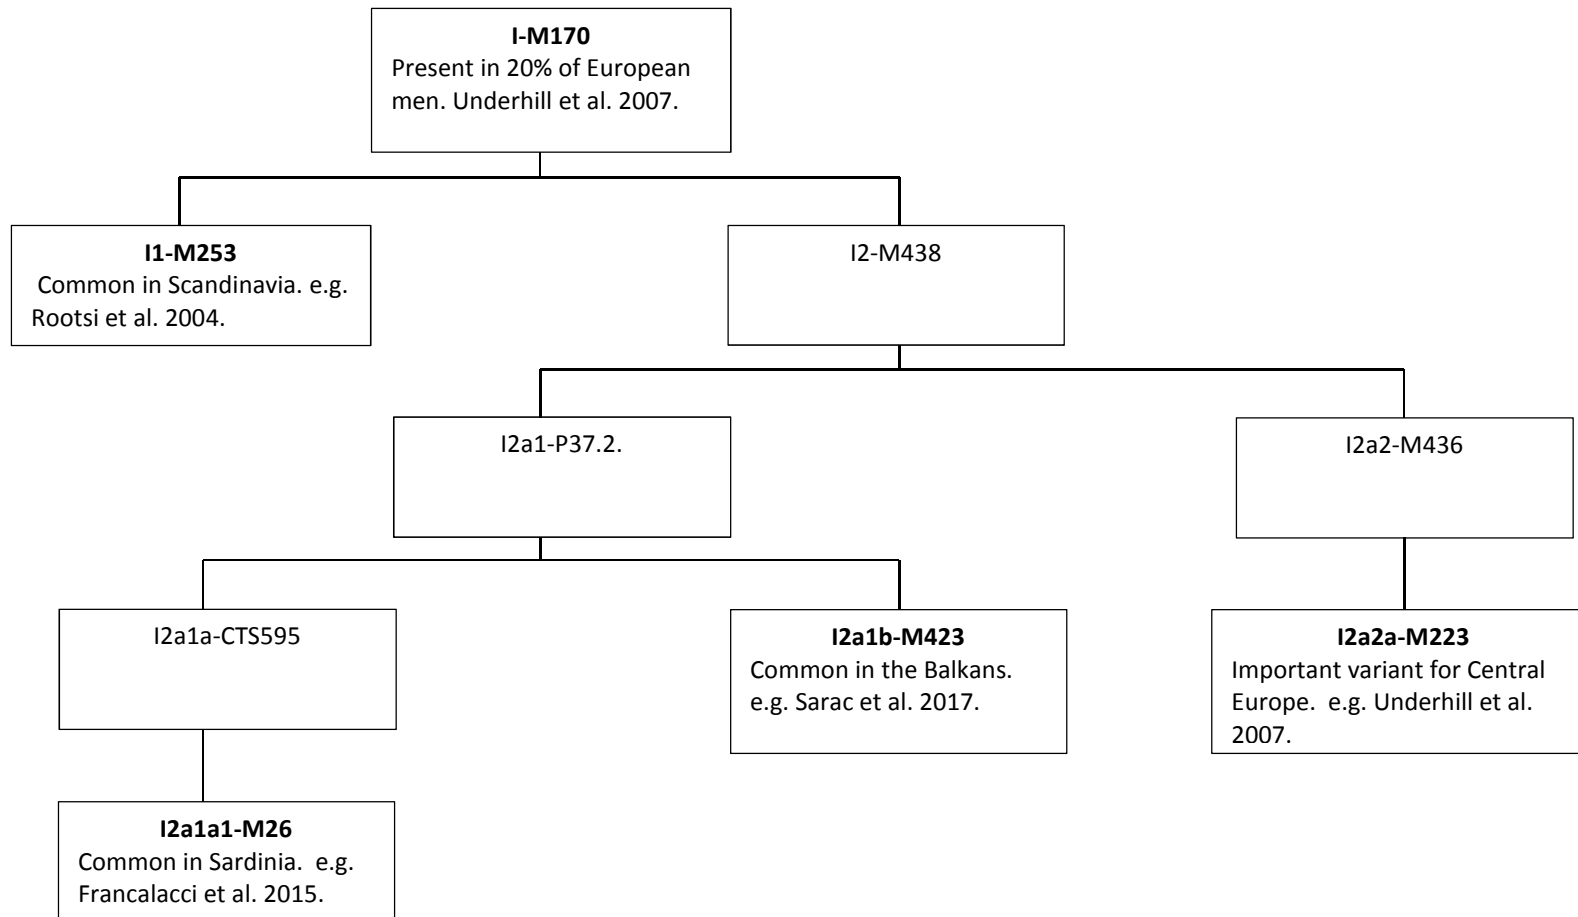 I-M170
Present in 20% of European
men. Underhill et al. 2007.
I1-M253
Common in Scandinavia. e.g.
Rootsi et al. 2004.
I2-M438
I2a1-P37.2.
I2a2-M436
I2a1a-CTS595
I2a1b-M423
Common in the Balkans.
e.g. Sarac et al. 2017.
I2a2a-M223
Important variant for Central
Europe. e.g. Underhill et al.
2007.
I2a1a1-M26
Common in Sardinia. e.g.
Francalacci et al. 2015.